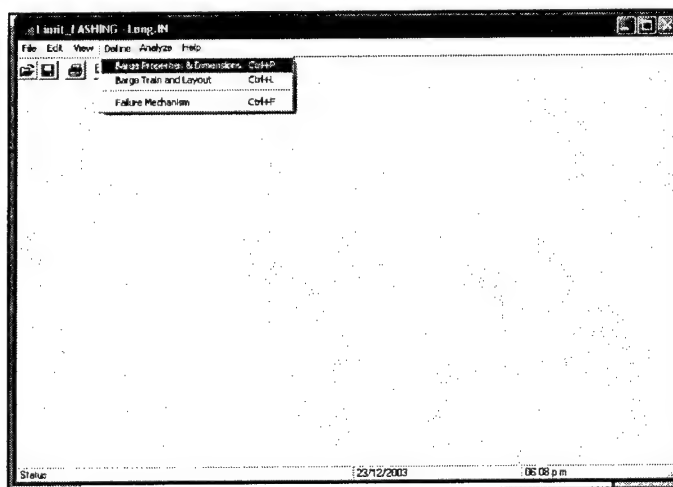 Limit_LASHING - Long.IN
File Edit View Define Analyze Help
Barge Properties & Dimensions Ctrl+P
Barge Train and Layout Ctrl+L
Failure Mechanism Ctrl+F
Status 23/12/2003 06:08 p m